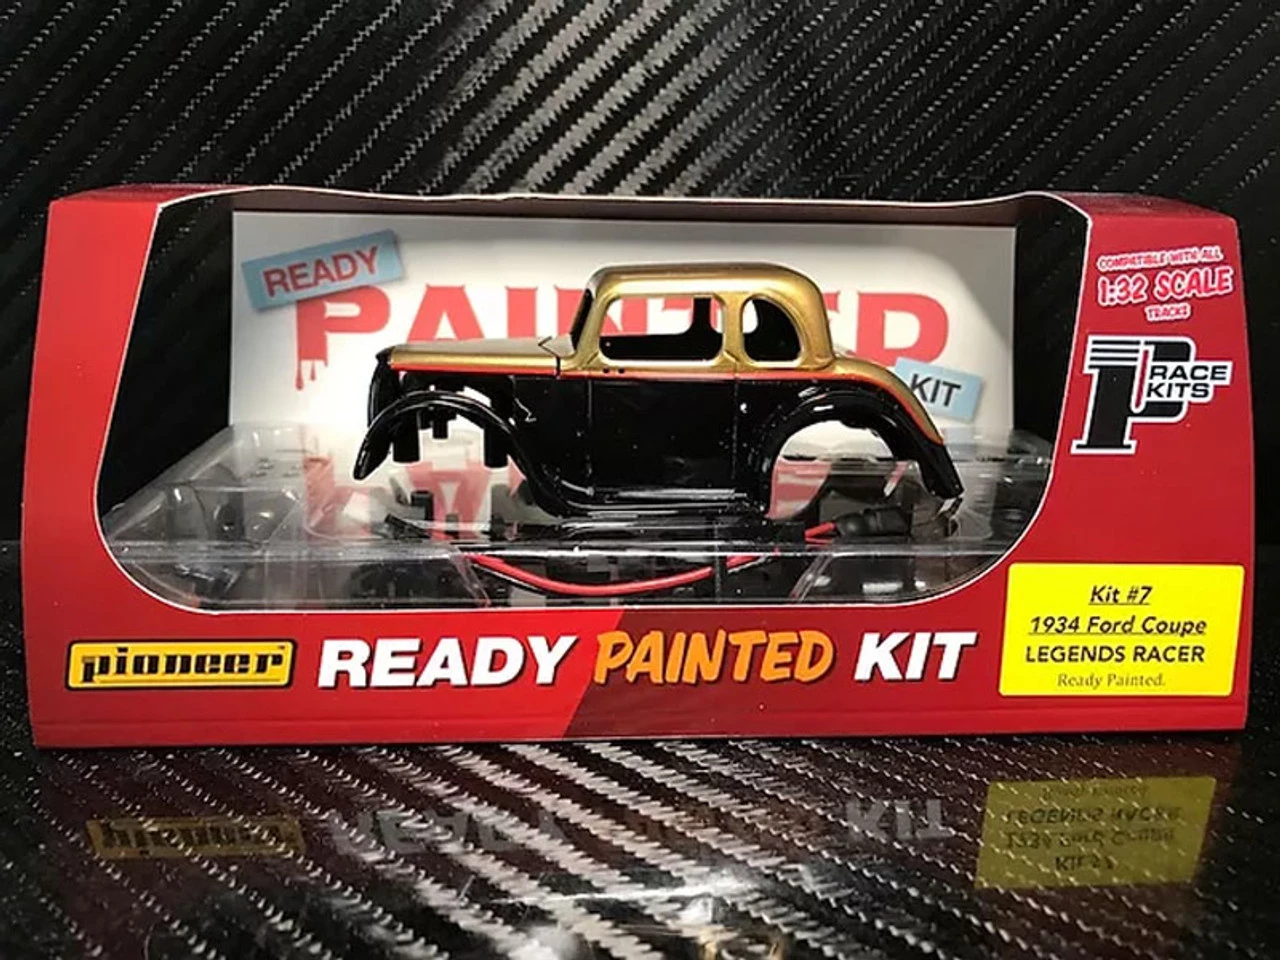 READY
PAINTED
KIT
COMPATIBLE WITH ALL
1:32 SCALE
TRACKS
P RACE
KITS
Kit #7
1934 Ford Coupe
LEGENDS RACER
Ready Painted.
pioneer READY PAINTED KIT